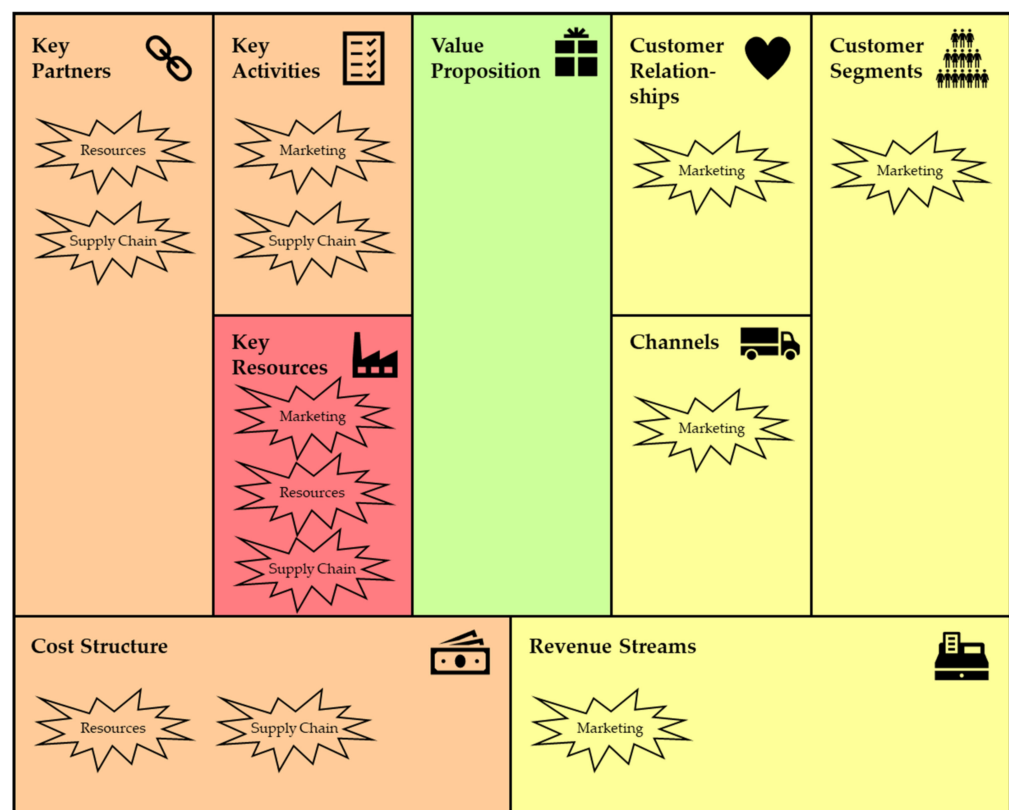 Key
Partners
Resources
Supply Chain
Key
Activities
Marketing
Supply Chain
Key
Resources
Marketing
Resources
Supply Chain
Value
Proposition
Customer
Relation-
ships
Marketing
Channels
Marketing
Customer
Segments
Marketing
Cost Structure
Resources
Supply Chain
Revenue Streams
Marketing